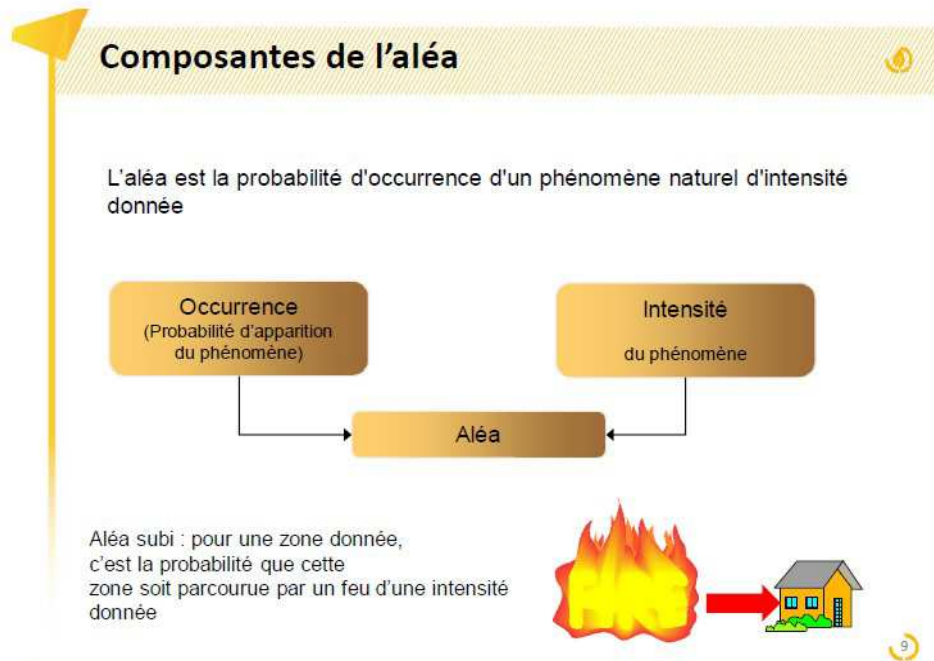 Composantes de l'aléa
L'aléa est la probabilité d'occurrence d'un phénomène naturel d'intensité
donnée
Occurrence
(Probabilité d'apparition
du phénomène)
Intensité
du phénomène
Aléa
Aléa subi : pour une zone donnée,
c'est la probabilité que cette
zone soit parcourue par un feu d'une intensité
donnée
FIRE
9